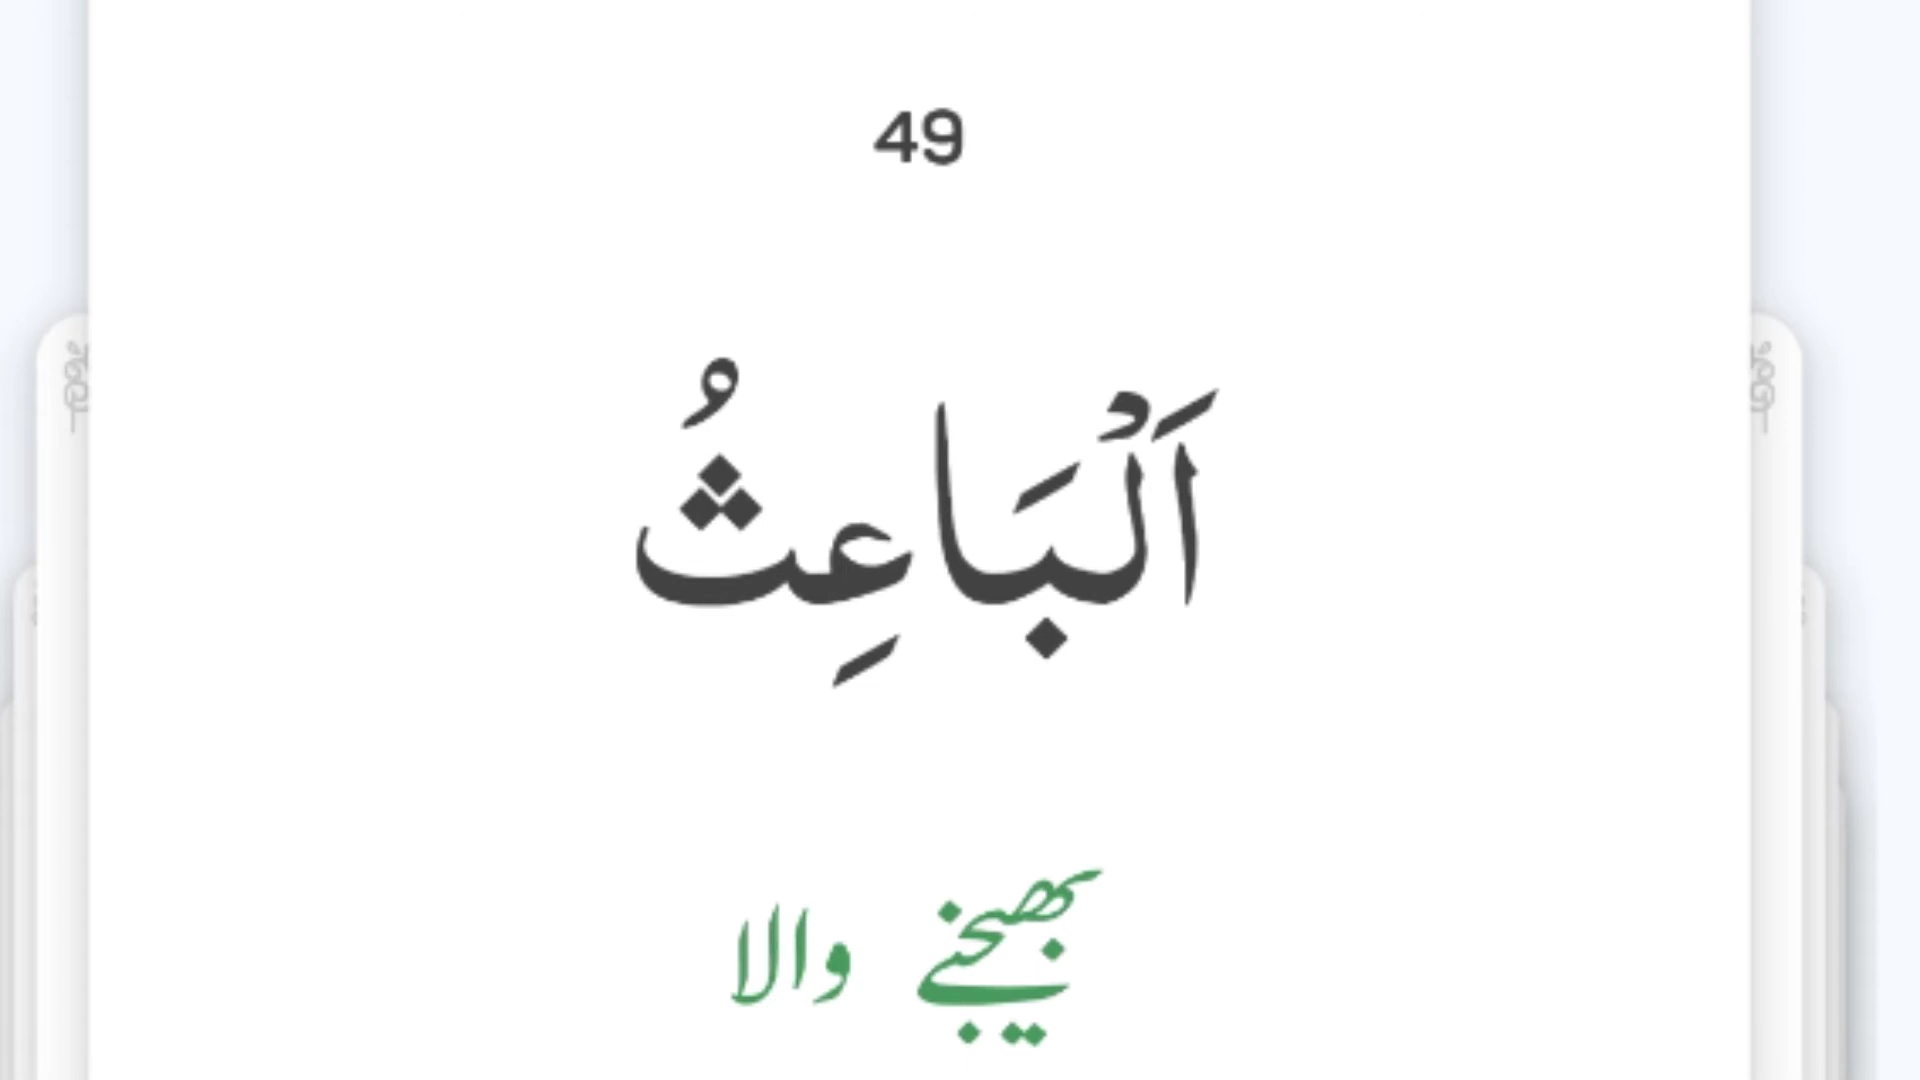 49
اَلْبَاعِثُ
بھیجنے والا